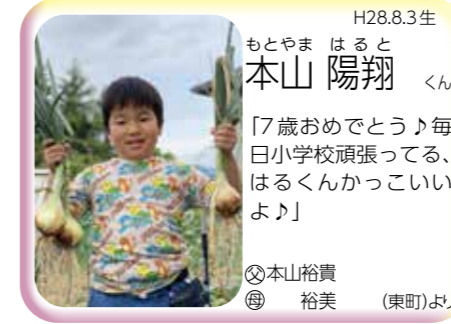 H28.8.3生
もとやま はると
本山 陽翔 くん
「7歳おめでとう♪毎
日小学校頑張ってる、
はるくんかっこいい
よ♪」
㊛本山裕貴
㊊ 裕美 (東町)より